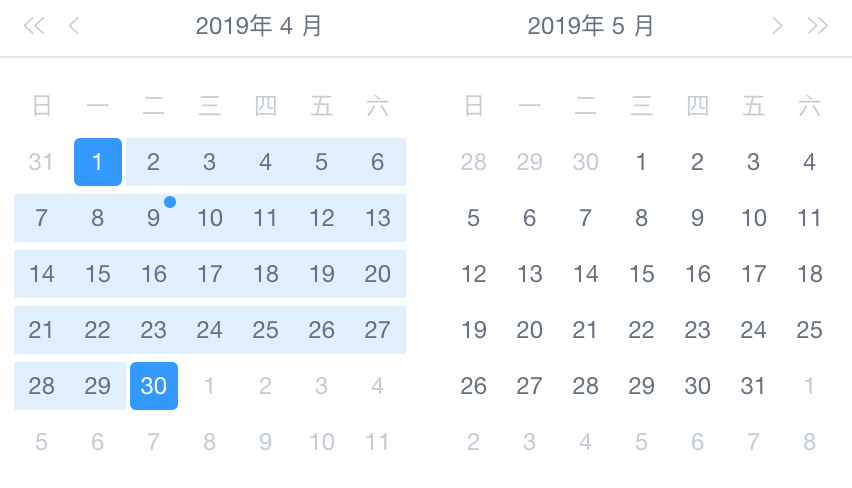 2019年 4 月
日 一 二 三 四 五 六
31 1 2 3 4 5 6
7 8 9 10 11 12 13
14 15 16 17 18 19 20
21 22 23 24 25 26 27
28 29 30 1 2 3 4
5 6 7 8 9 10 11
2019年 5 月
日 一 二 三 四 五 六
28 29 30 1 2 3 4
5 6 7 8 9 10 11
12 13 14 15 16 17 18
19 20 21 22 23 24 25
26 27 28 29 30 31 1
2 3 4 5 6 7 8